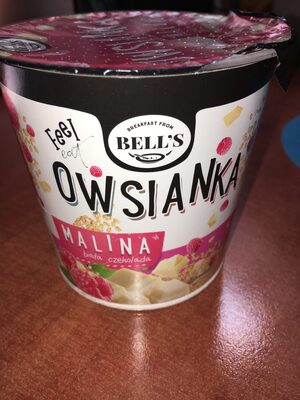 Feel
eat
BREAKFAST FROM
BELL'S
OWSIANKA
MALINA
biała czekolada